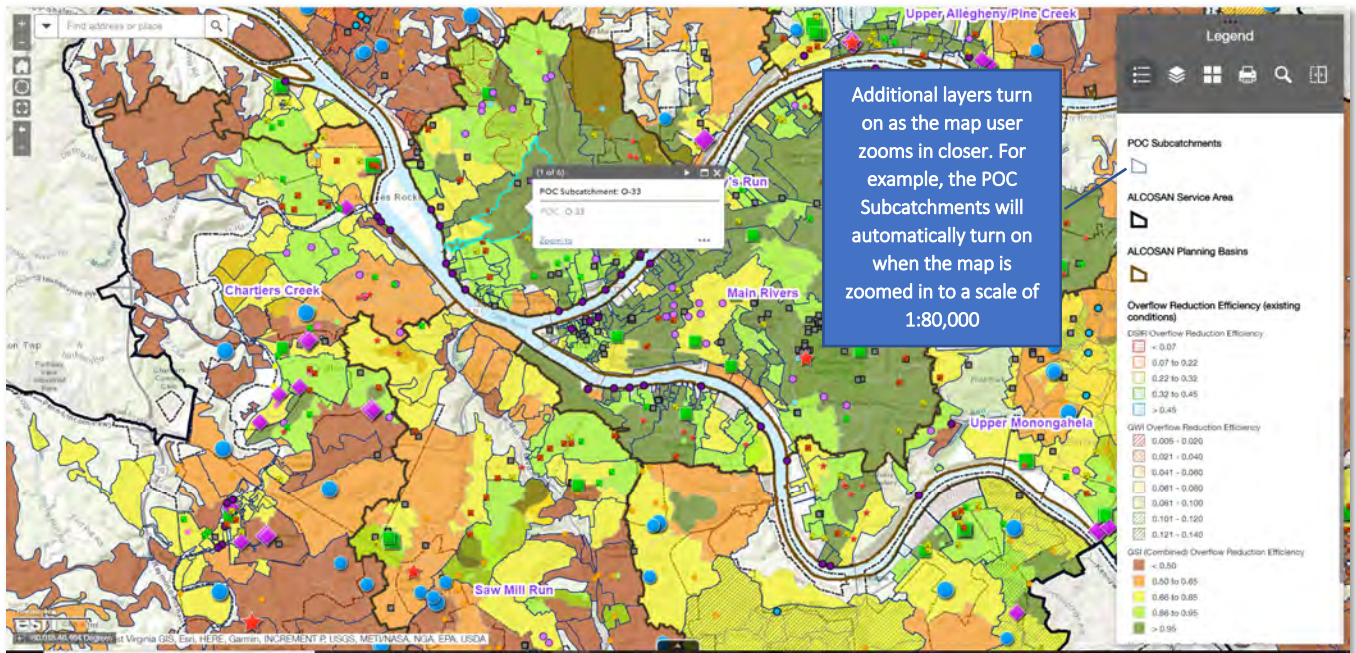 Find address or place
Upper Allegheny/Pine Creek
Legend
Additional layers turn
on as the map user
zooms in closer. For
example, the POC
Subcatchments will
automatically turn on
when the map is
zoomed in to a scale of
1:80,000
(1 of 6)
POC Subcatchment: O-33
POC O-33
Zoom to
...
y's Run
es Rocks
Chartiers Creek
Main Rivers
Upper Monongahela
Saw Mill Run
on Twp
POC Subcatchments
ALCOSAN Service Area
ALCOSAN Planning Basins
Overflow Reduction Efficiency (existing
conditions)
DSIR Overflow Reduction Efficiency
< 0.07
0.07 to 0.22
0.22 to 0.32
0.32 to 0.45
> 0.45
GWI Overflow Reduction Efficiency
0.005 - 0.020
0.021 - 0.040
0.041 - 0.060
0.061 - 0.080
0.081 - 0.100
0.101 - 0.120
0.121 - 0.140
GSI (Combined) Overflow Reduction Efficiency
< 0.50
0.50 to 0.65
0.66 to 0.85
0.86 to 0.95
> 0.95
esri
st Virginia GIS, Esri, HERE, Garmin, INCREMENT P, USGS, METI/NASA, NGA, EPA, USDA